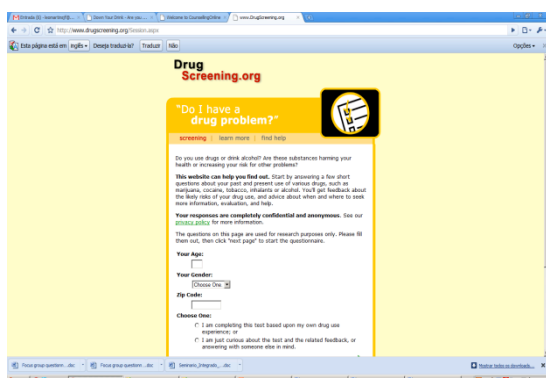 Down Your Drink - Are you ...
Welcome to CounsellingOnline
www.DrugScreening.org
http://www.drugscreening.org/Session.aspx
Esta página está em Inglês Deseja traduzi-la? Traduzir Não Opções
Drug
Screening.org
"Do I have a
drug problem?"
screening | learn more | find help
Do you use drugs or drink alcohol? Are these substances harming your
health or increasing your risk for other problems?
This website can help you find out. Start by answering a few short
questions about your past and present use of various drugs, such as
marijuana, cocaine, tobacco, inhalants or alcohol. You'll get feedback about
the likely risks of your drug use, and advice about when and where to seek
more information, evaluation, and help.
Your responses are completely confidential and anonymous. See our
privacy policy for more information.
The questions on this page are used for research purposes only. Please fill
them out, then click "next page" to start the questionnaire.
Your Age:
Your Gender:
Choose One
Zip Code:
Choose One:
I am completing this test based upon my own drug use
experience; or
I am just curious about the test and the related feedback, or
answering with someone else in mind.
Focus group question....doc Focus group question....doc Seminario_Integrado_....doc Mostrar todos os downloads...